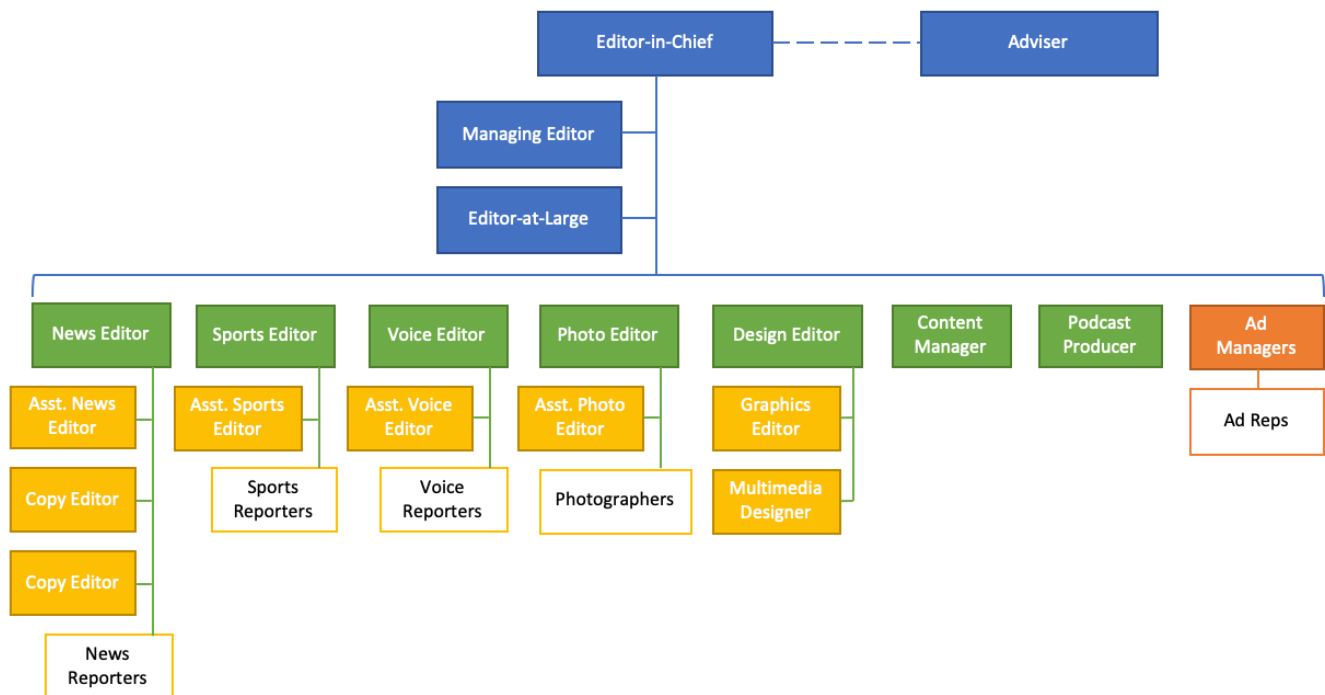 Editor-in-Chief
Adviser
Managing Editor
Editor-at-Large
News Editor
Sports Editor
Voice Editor
Photo Editor
Design Editor
Content
Manager
Podcast
Producer
Ad
Managers
Asst. News
Editor
Asst. Sports
Editor
Asst. Voice
Editor
Asst. Photo
Editor
Graphics
Editor
Ad Reps
Copy Editor
Sports
Reporters
Voice
Reporters
Photographers
Multimedia
Designer
Copy Editor
News
Reporters